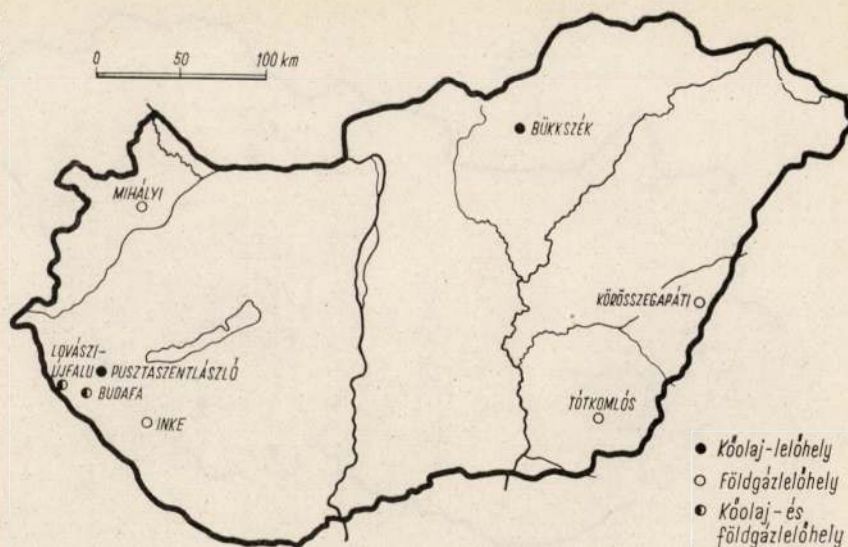 0 50 100 km
BÜKKSZÉK
MIHÁLYI
KÖRÖSSZEGAPÁTI
LOVÁSZI-
ÚJFALU
PUSZTASZENTLÁSZLÓ
BUDAFA
INKE
TÓTKOMLÓS
Kőolaj-lelőhely
Földgázlelőhely
Kőolaj- és
földgázlelőhely